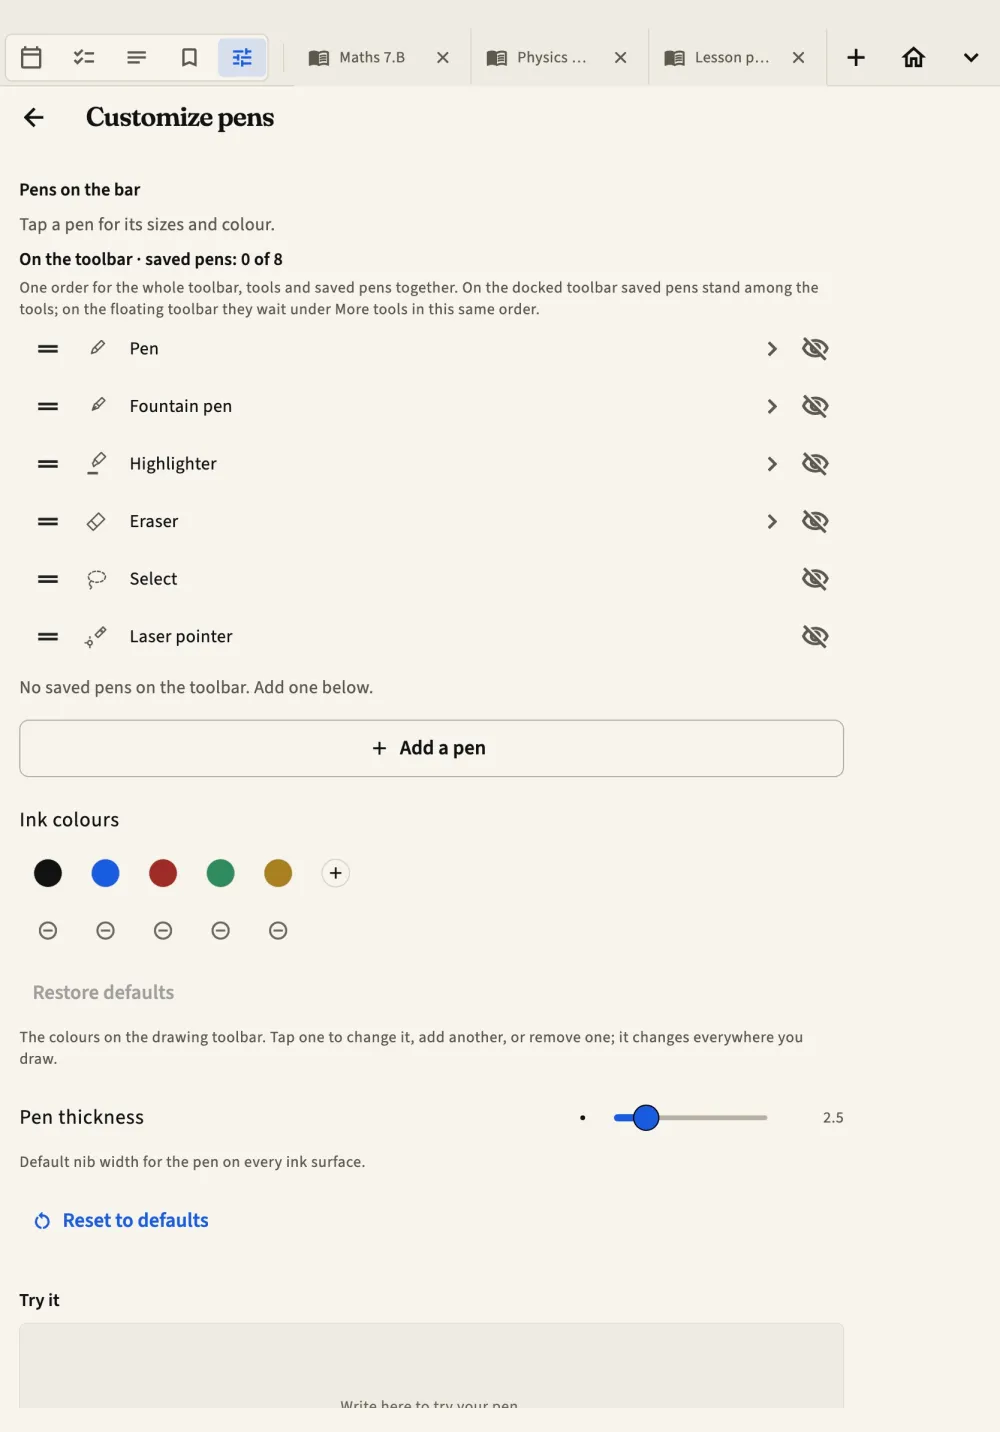 Maths 7.B
Physics ...
Lesson p...
Customize pens
Pens on the bar
Tap a pen for its sizes and colour.
On the toolbar · saved pens: 0 of 8
One order for the whole toolbar, tools and saved pens together. On the docked toolbar saved pens stand among the
tools; on the floating toolbar they wait under More tools in this same order.
Pen
Fountain pen
Highlighter
Eraser
Select
Laser pointer
No saved pens on the toolbar. Add one below.
+ Add a pen
Ink colours
Restore defaults
The colours on the drawing toolbar. Tap one to change it, add another, or remove one; it changes everywhere you
draw.
Pen thickness
2.5
Default nib width for the pen on every ink surface.
Reset to defaults
Try it
Write here to try your pen